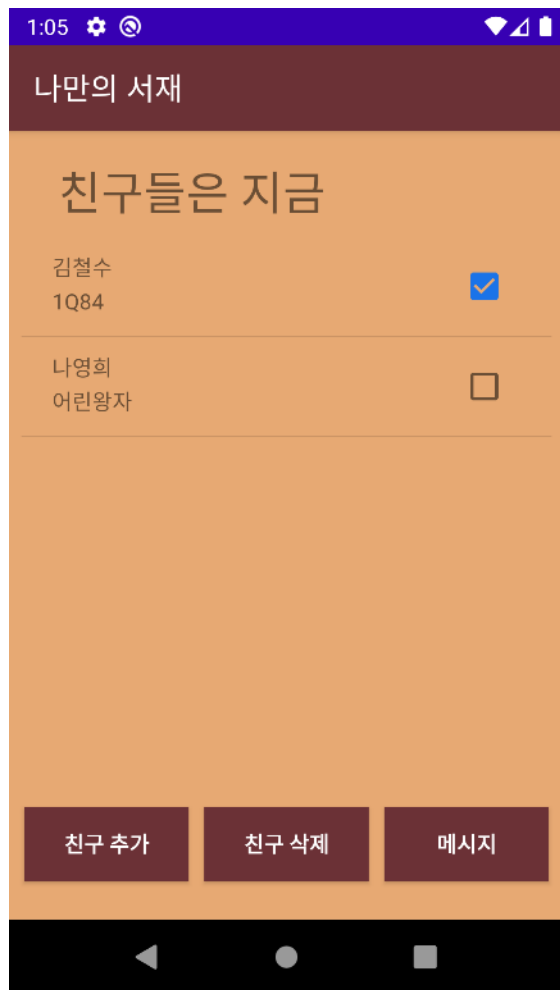 1:05
나만의 서재
친구들은 지금
김철수
1Q84
나영희
어린왕자
친구 추가
친구 삭제
메시지